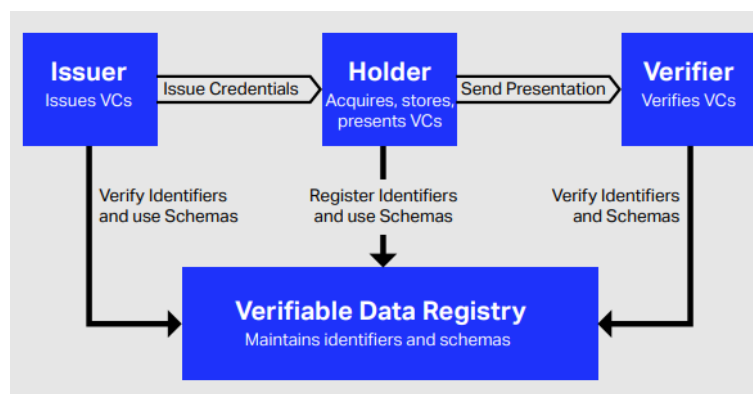 Issuer
Issues VCs
Issue Credentials
Holder
Acquires, stores,
presents VCs
Send Presentation
Verifier
Verifies VCs
Verify Identifiers
and use Schemas
Register Identifiers
and use Schemas
Verify Identifiers
and Schemas
Verifiable Data Registry
Maintains identifiers and schemas